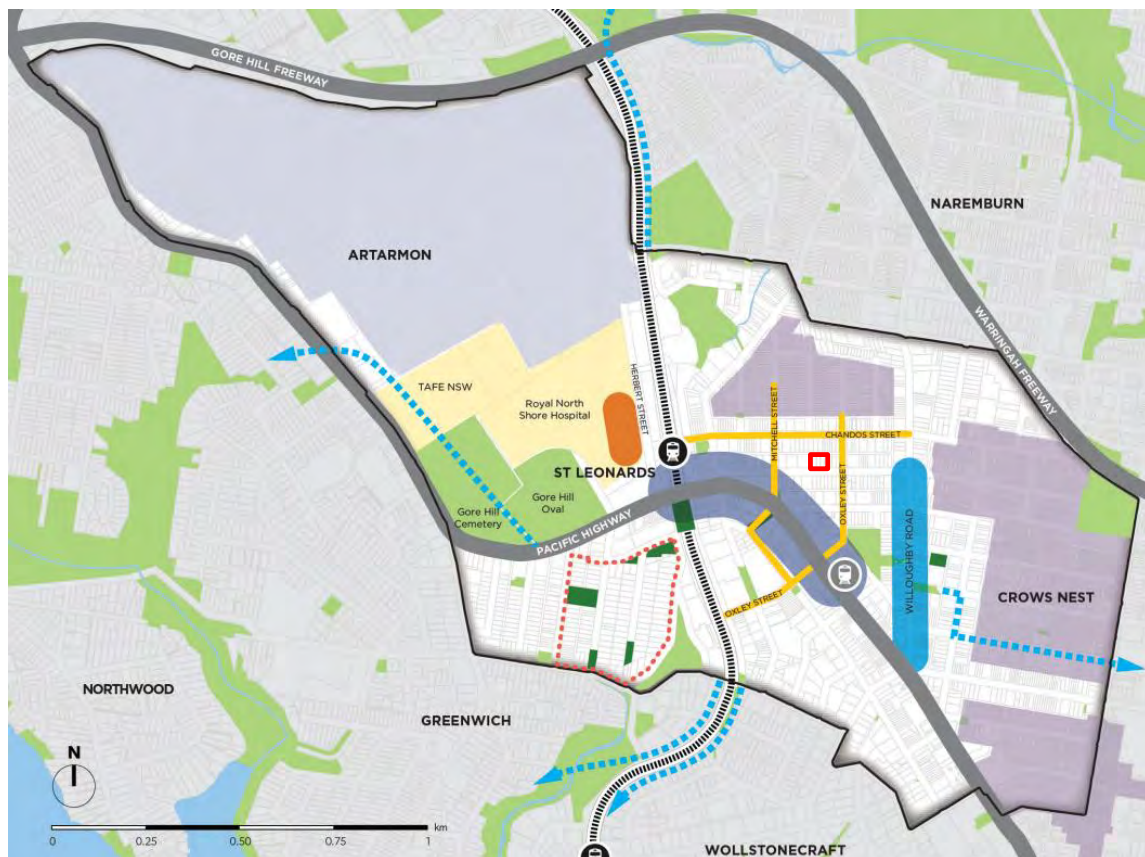 GORE HILL FREEWAY
NAREMBURN
ARTARMON
WARRINGAH FREEWAY
HERBERT STREET
TAFE NSW
Royal North
Shore Hospital
MITCHELL STREET
CHANDOS STREET
ST LEONARDS
OXLEY STREET
Gore Hill
Oval
Gore Hill
Cemetery
PACIFIC HIGHWAY
WILLOUGHBY ROAD
OXLEY STREET
CROWS NEST
NORTHWOOD
GREENWICH
N
km
0 0.25 0.50 0.75 1
WOLLSTONECRAFT